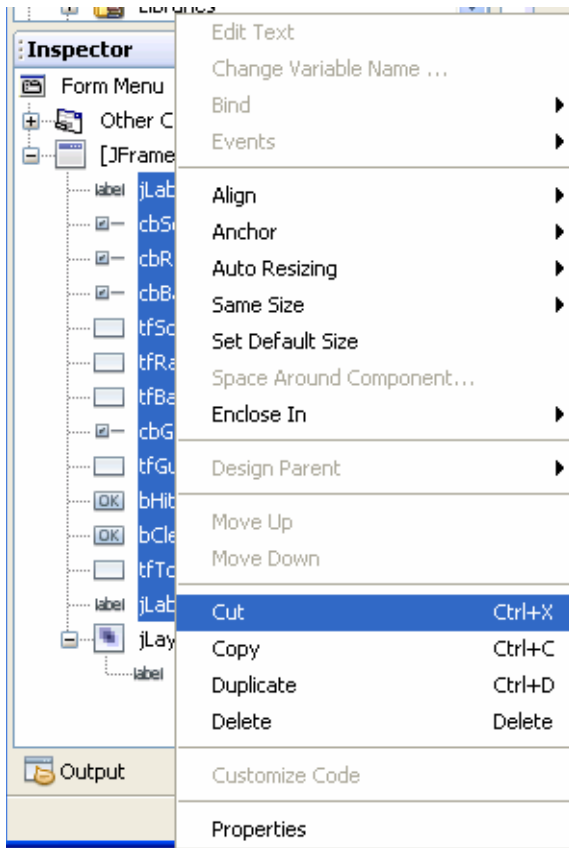 Libraries
Inspector
Form Menu
Other C
[JFrame
label jLab
cbS
cbR
cbBa
tfSc
tfRa
tfBa
cbG
tfGu
OK bHit
OK bCle
tfTo
label jLab
jLay
label
Output
Edit Text
Change Variable Name ...
Bind
Events
Align
Anchor
Auto Resizing
Same Size
Set Default Size
Space Around Component...
Enclose In
Design Parent
Move Up
Move Down
Cut Ctrl+X
Copy Ctrl+C
Duplicate Ctrl+D
Delete Delete
Customize Code
Properties